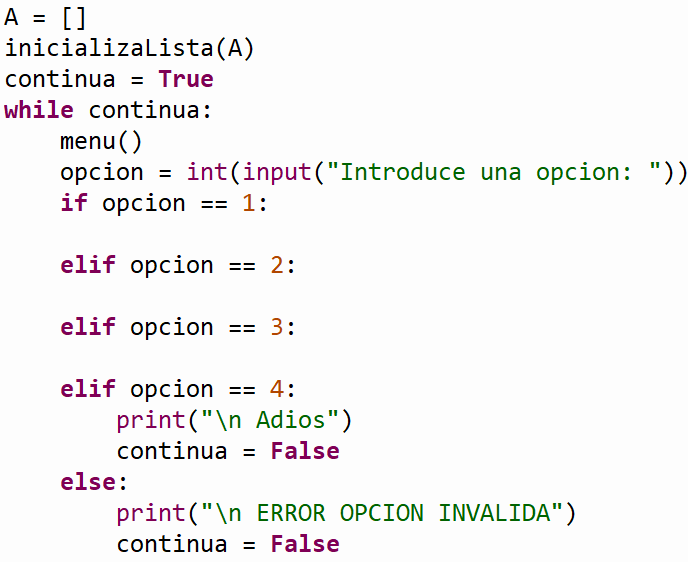 A = []
inicializaLista(A)
continua = True
while continua:
    menu()
    opcion = int(input("Introduce una opcion: "))
    if opcion == 1:
    elif opcion == 2:
    elif opcion == 3:
    elif opcion == 4:
        print("\n Adios")
        continua = False
    else:
        print("\n ERROR OPCION INVALIDA")
        continua = False